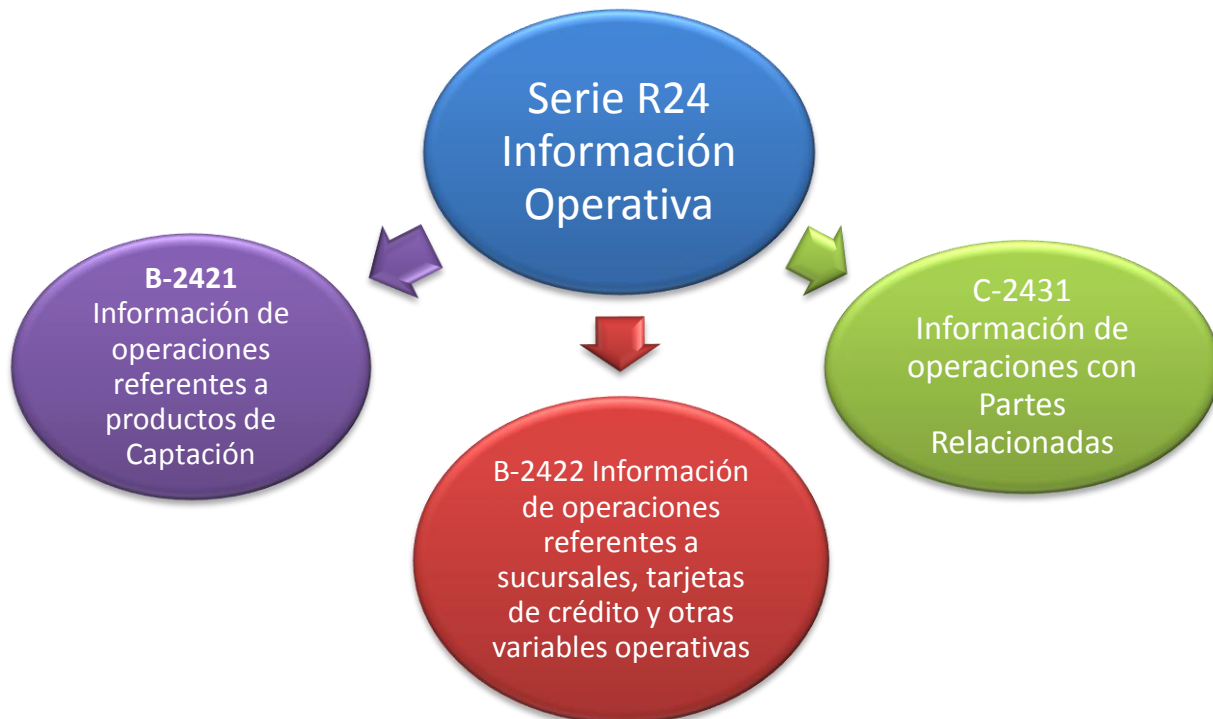 Serie R24
Información
Operativa
B-2421
Información de
operaciones
referentes a
productos de
Captación
B-2422 Información
de operaciones
referentes a
sucursales, tarjetas
de crédito y otras
variables operativas
C-2431
Información de
operaciones con
Partes
Relacionadas